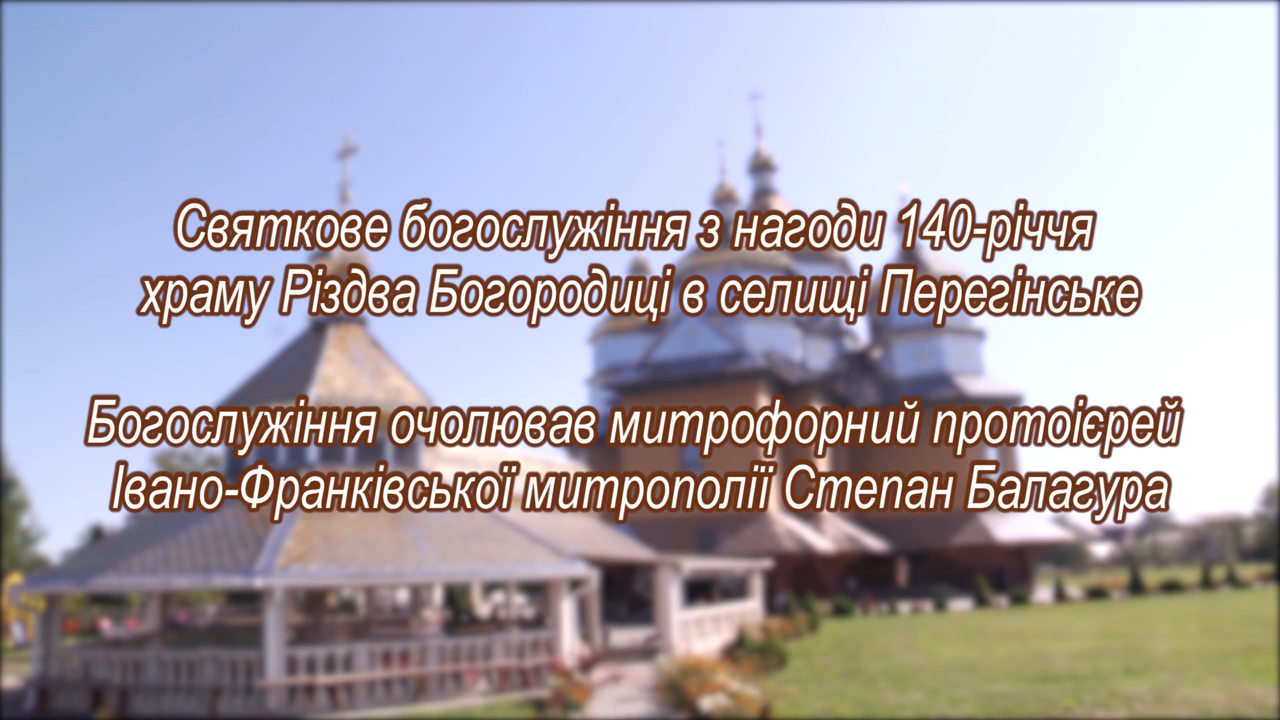 Святкове богослужіння з нагоди 140-річчя
храму Різдва Богородиці в селищі Перегінське
Богослужіння очолював митрофорний протоієрей
Івано-Франківської митрополії Степан Балагура